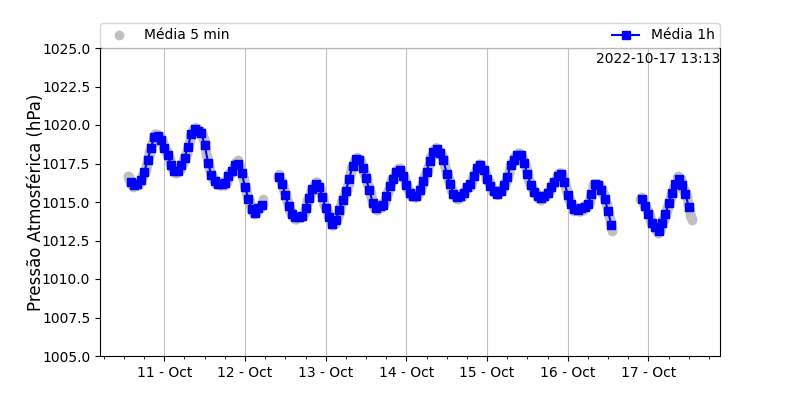 Média 5 min
Média 1h
2022-10-17 13:13
Pressão Atmosférica (hPa)
1025.0
1022.5
1020.0
1017.5
1015.0
1012.5
1010.0
1007.5
1005.0
11 - Oct
12 - Oct
13 - Oct
14 - Oct
15 - Oct
16 - Oct
17 - Oct